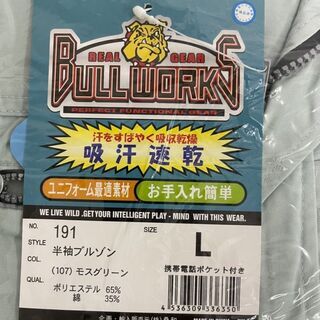 REAL GEAR
BULLWORKS
PERFECT FUNCTIONAL GEAR
汗をすばやく吸収乾燥
吸汗速乾
ユニフォーム最適素材
お手入れ簡単
WE LIVE WILD .GET YOUR INTELLIGENT PLAY - MIND WITH THIS WEAR.
NO. 191
SIZE
L
STYLE 半袖ブルゾン
COL. (107) モスグリーン
QUAL. ポリエステル 65%
綿 35%
携帯電話ポケット付き
4 536309 336350